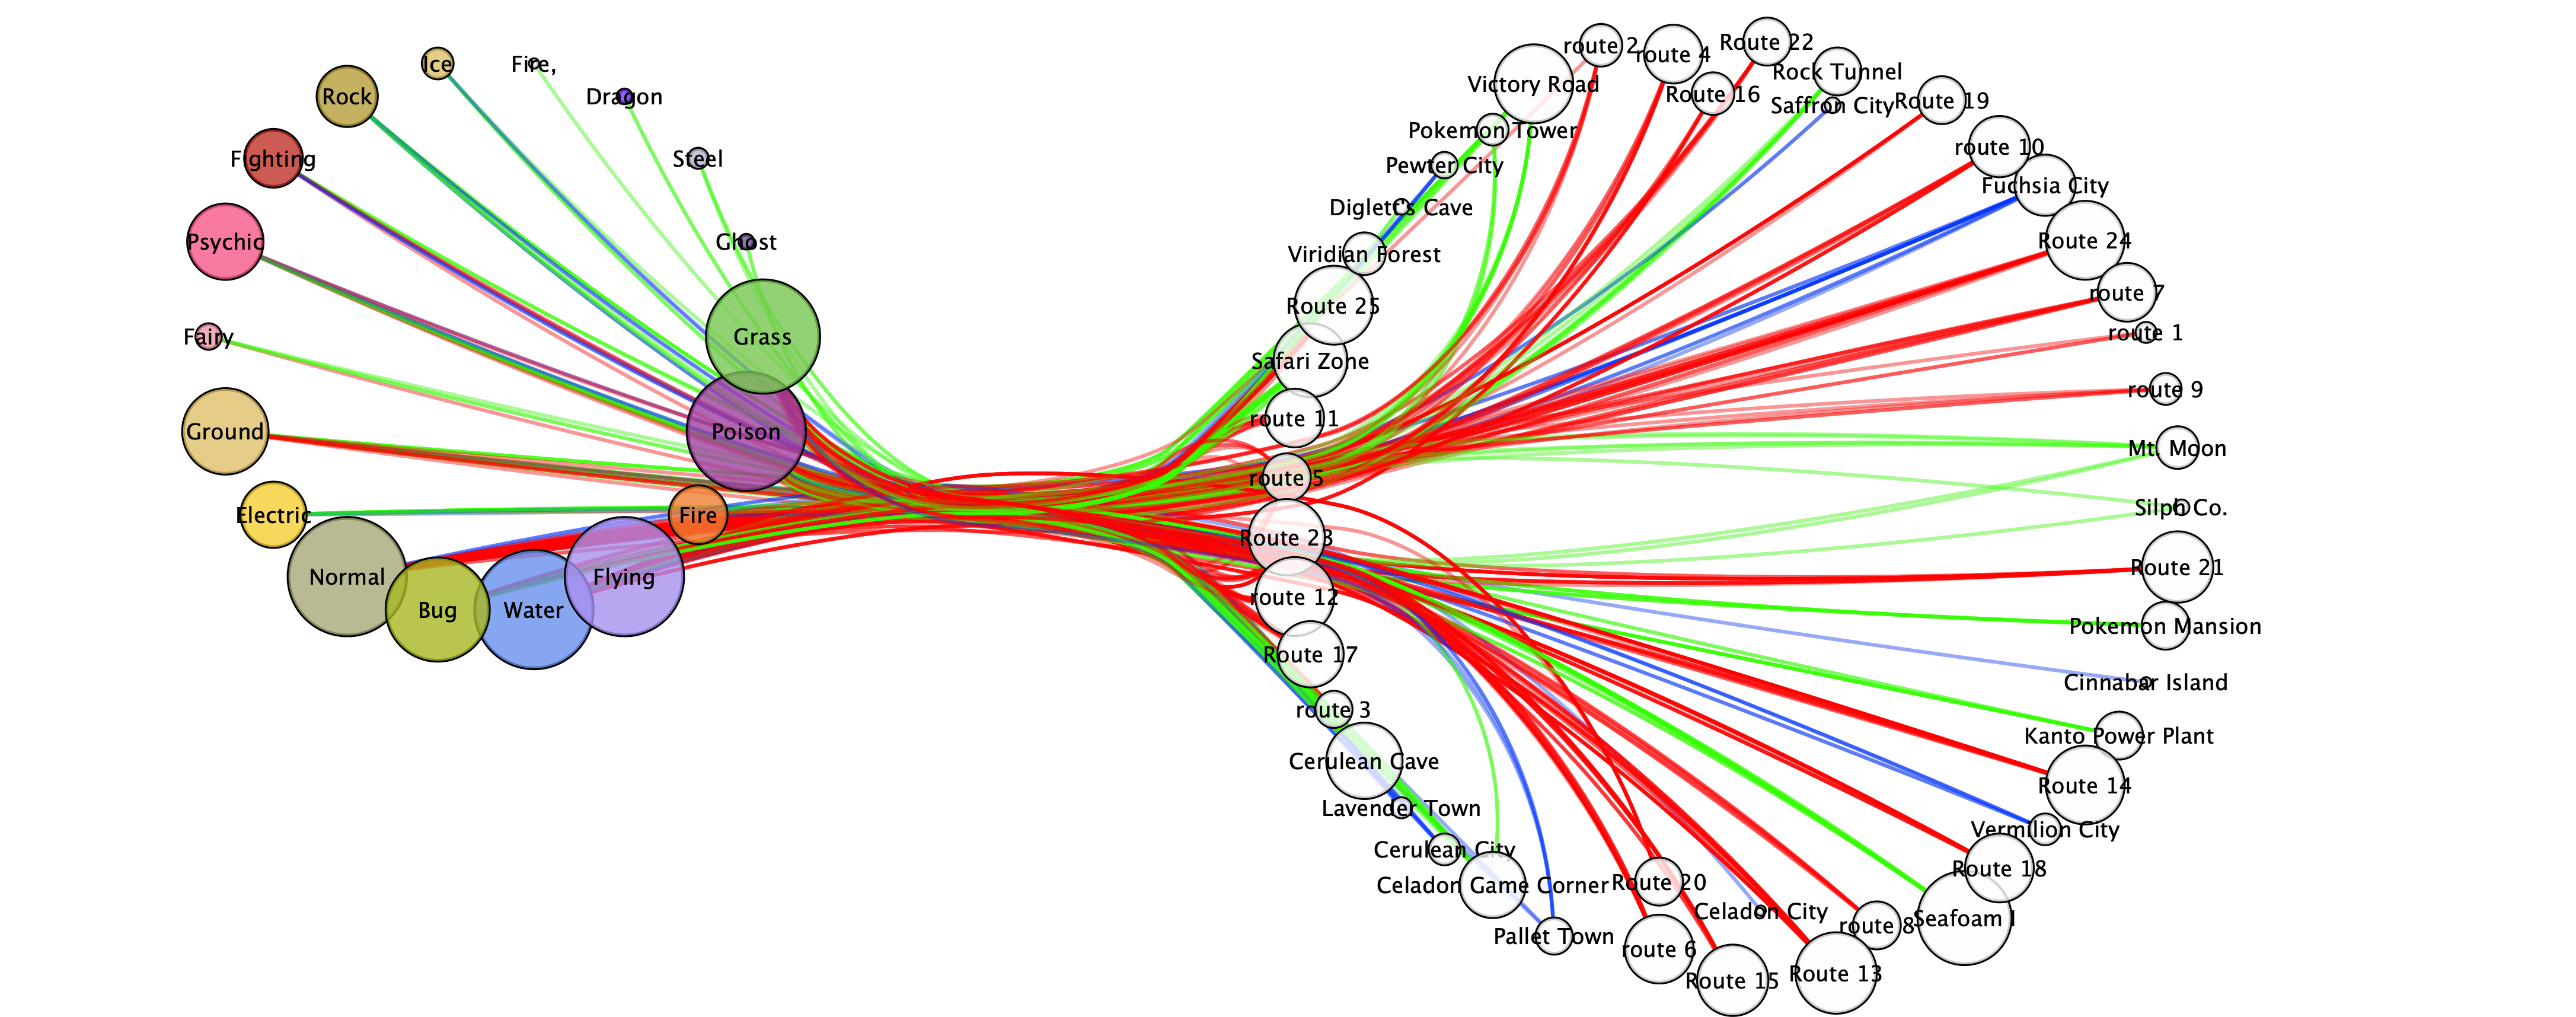 Ice
Fire,
Rock
Dragon
Fighting
Steel
Psychic
Ghost
Fairy
Grass
Ground
Poison
Electric
Fire
Normal
Bug
Water
Flying
route 2
route 4
Route 22
Victory Road
Route 16
Rock Tunnel
Saffron City
Route 19
Pokemon Tower
Pewter City
route 10
Fuchsia City
Diglett's Cave
Viridian Forest
Route 24
Route 25
route 7
route 1
Safari Zone
route 9
route 11
Mt. Moon
route 5
Silph Co.
Route 23
Route 21
route 12
Pokemon Mansion
Route 17
Cinnabar Island
route 3
Kanto Power Plant
Cerulean Cave
Route 14
Lavender Town
Vermilion City
Cerulean City
Route 18
Celadon Game Corner
Route 20
Celadon City
route 8
Seafoam I
Pallet Town
route 6
Route 15
Route 13